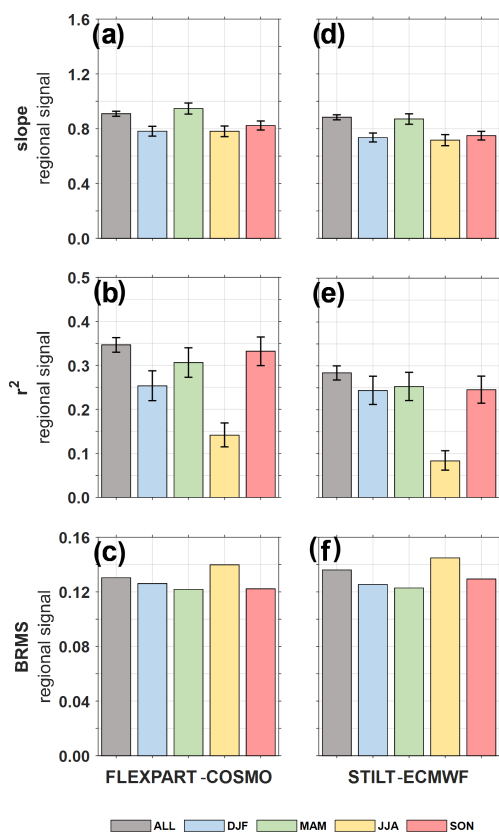 (a)
1.6
1.2
0.8
0.4
0.0
slope
regional signal
(d)
(b)
0.5
0.4
0.3
0.2
0.1
0.0
r²
regional signal
(e)
(c)
0.16
0.12
0.08
0.04
0.00
BRMS
regional signal
(f)
FLEXPART-COSMO
STILT-ECMWF
ALL DJF MAM JJA SON